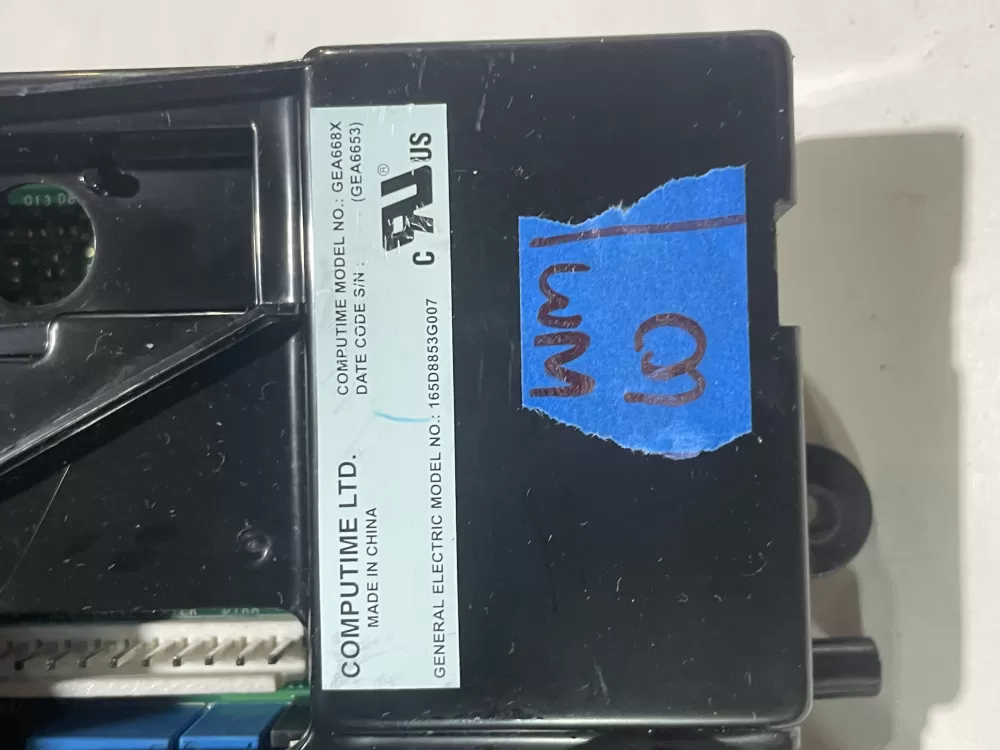 COMPUTIME LTD.
MADE IN CHINA
COMPUTIME MODEL NO.: GEA668X
DATE CODE S/N : (GEA6653)
GENERAL ELECTRIC MODEL NO.: 165D8853G007
C US ®
WM